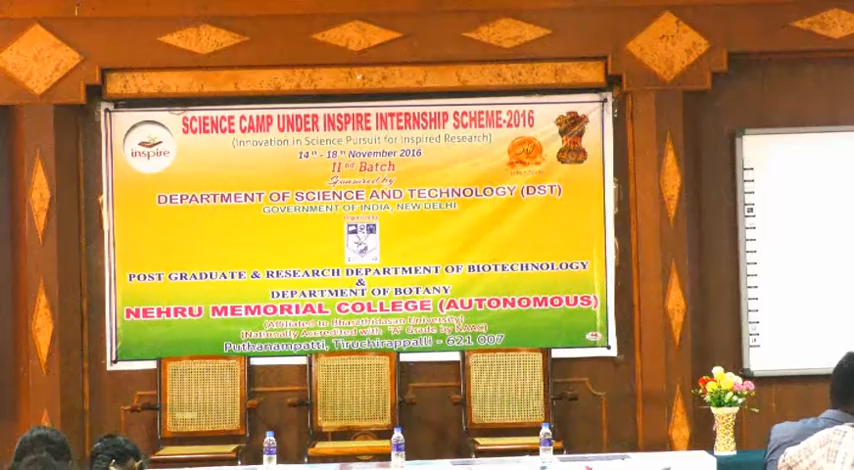 SCIENCE CAMP UNDER INSPIRE INTERNSHIP SCHEME-2016
(Innovation in Science Pursuit for Inspired Research)
inspire
14th - 18th November 2016
IInd Batch
Sponsored by
DEPARTMENT OF SCIENCE AND TECHNOLOGY (DST)
GOVERNMENT OF INDIA, NEW DELHI
Organized by
POST GRADUATE & RESEARCH DEPARTMENT OF BIOTECHNOLOGY
&
DEPARTMENT OF BOTANY
NEHRU MEMORIAL COLLEGE (AUTONOMOUS)
(Affiliated to Bharathidasan University)
(Nationally Accredited with "A" Grade by NAAC)
Puthanampatti, Tiruchirappalli - 621 007